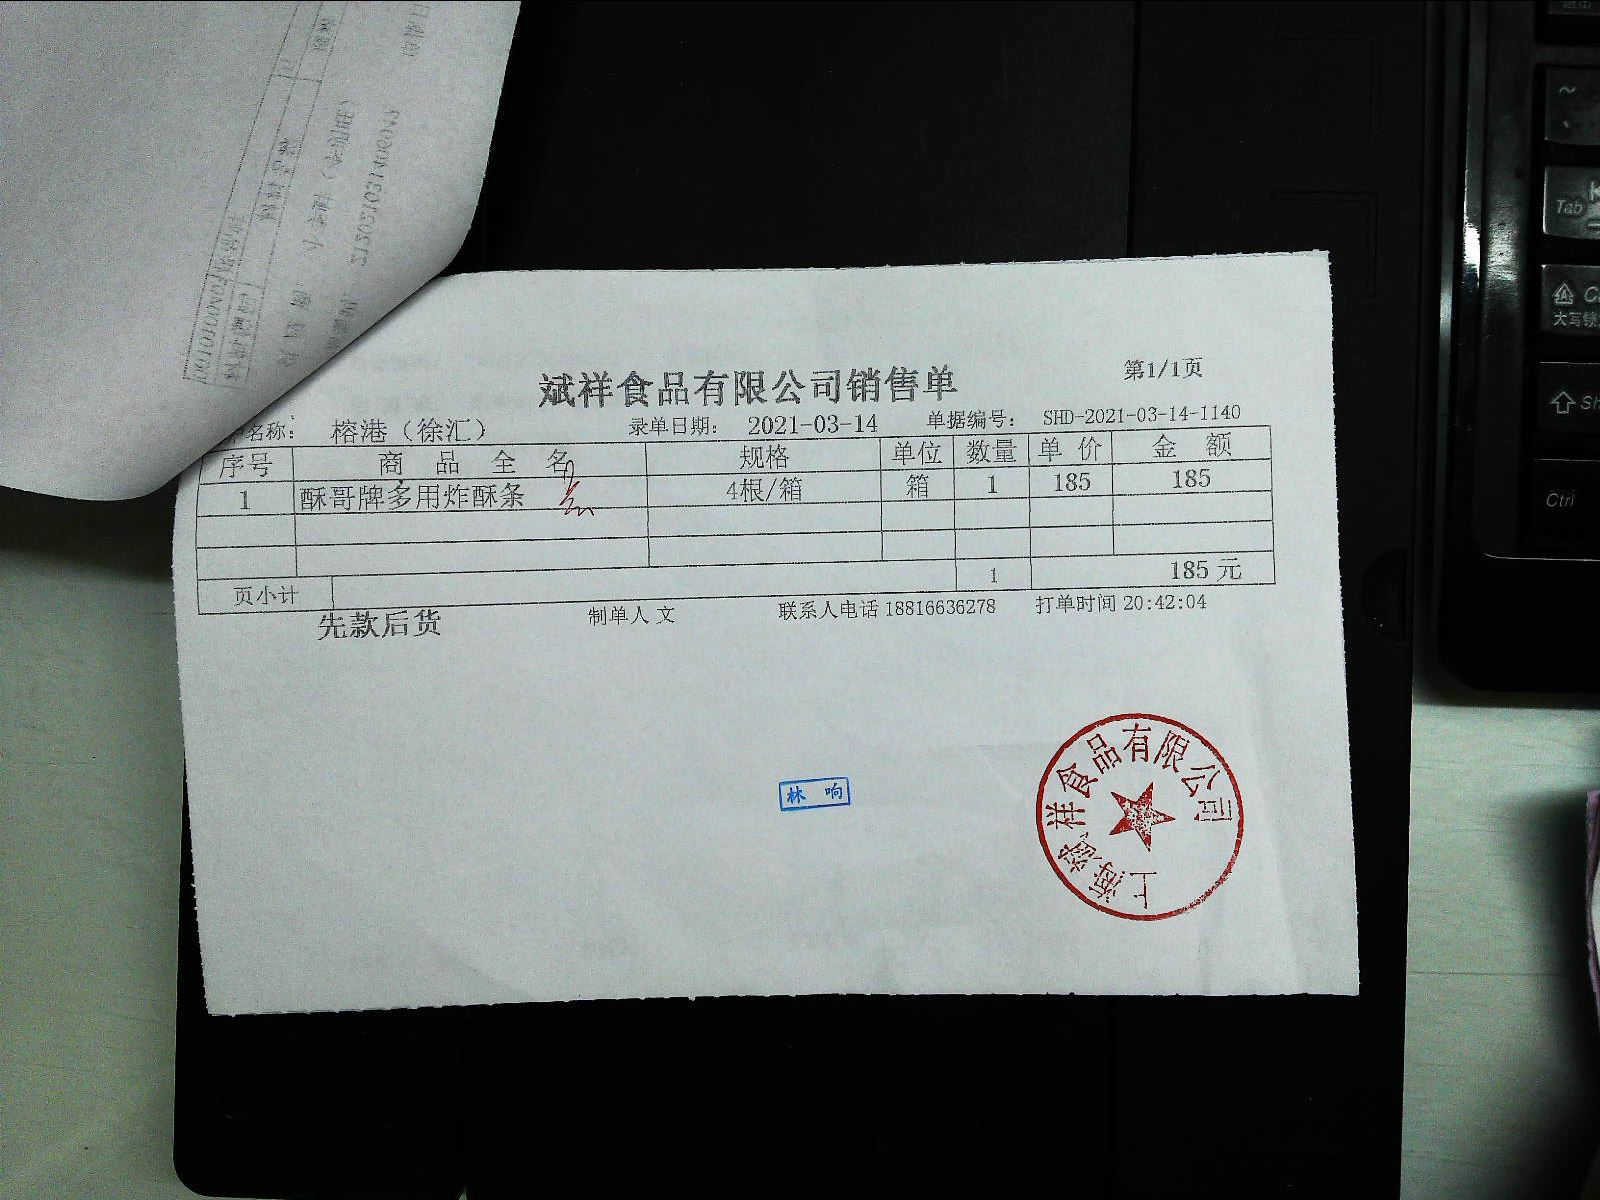 斌祥食品有限公司销售单
第1/1页
名称： 榕港（徐汇） 录单日期： 2021-03-14 单据编号： SHD-2021-03-14-1140
序号 商品全名 规格 单位 数量 单价 金额
1 酥哥牌多用炸酥条 4根/箱 箱 1 185 185
页小计 1 185元
先款后货 制单人 文 联系人电话 18816636278 打单时间 20:42:04
林响
上海斌祥食品有限公司
~
Tab
大写锁
Ctrl